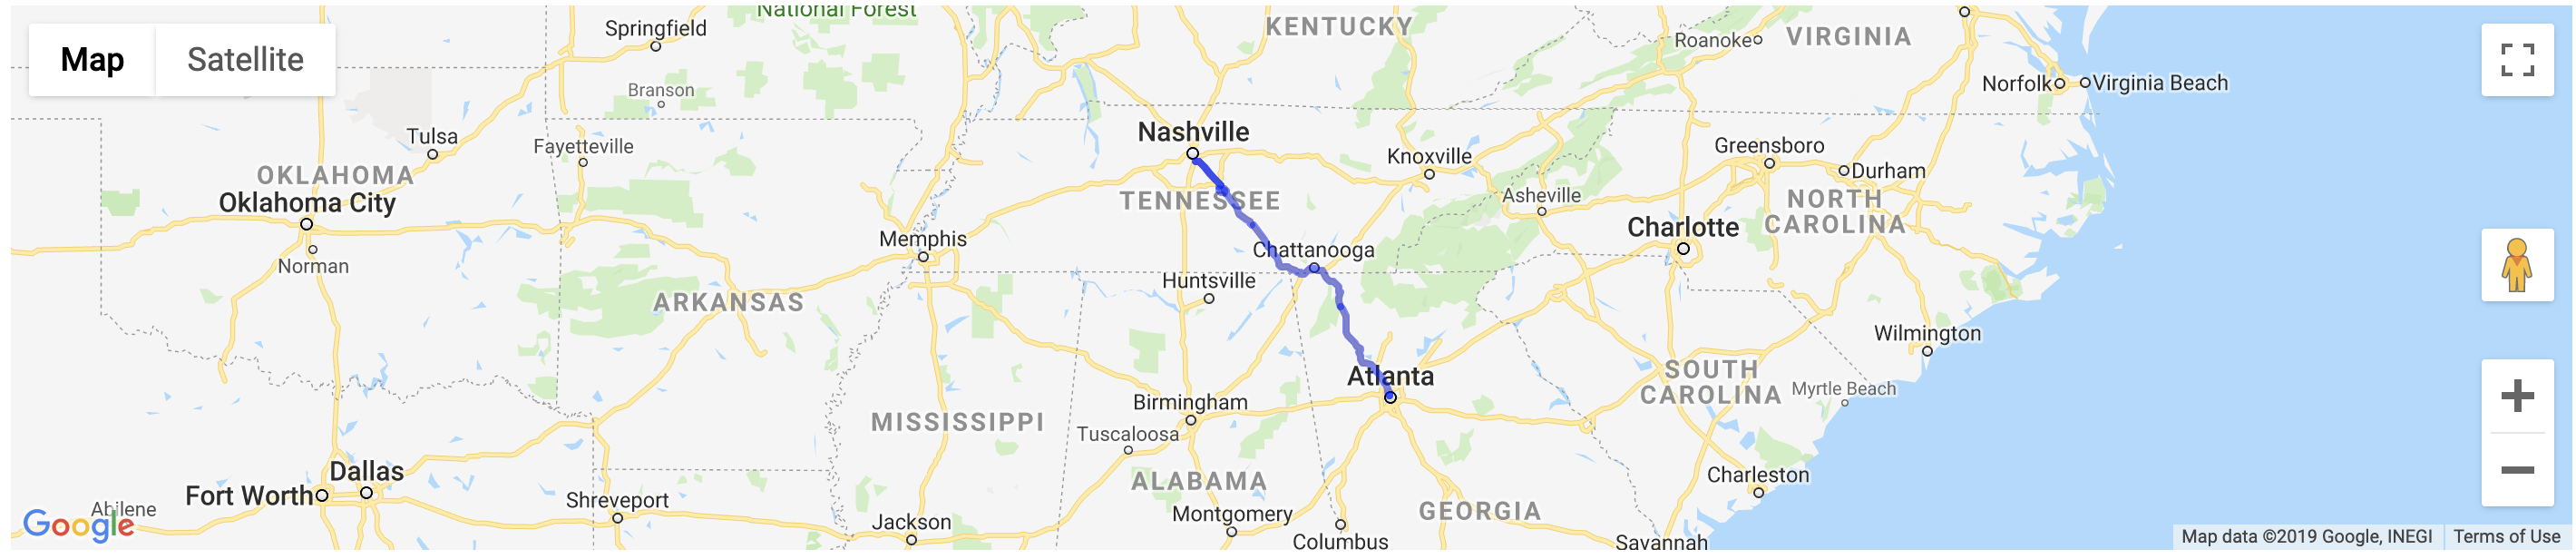 National Forest
Springfield
KENTUCKY
Roanoke
VIRGINIA
Map
Satellite
Branson
Norfolk
Virginia Beach
Nashville
Tulsa
Fayetteville
Knoxville
Greensboro
Durham
OKLAHOMA
Oklahoma City
TENNESSEE
Asheville
NORTH
CAROLINA
Charlotte
Memphis
Chattanooga
Norman
Huntsville
ARKANSAS
Wilmington
Atlanta
SOUTH
CAROLINA
Myrtle Beach
Birmingham
MISSISSIPPI
Tuscaloosa
Dallas
Charleston
ALABAMA
Fort Worth
Shreveport
Abilene
Google
Jackson
Montgomery
GEORGIA
Columbus
Savannah
Map data ©2019 Google, INEGI
Terms of Use